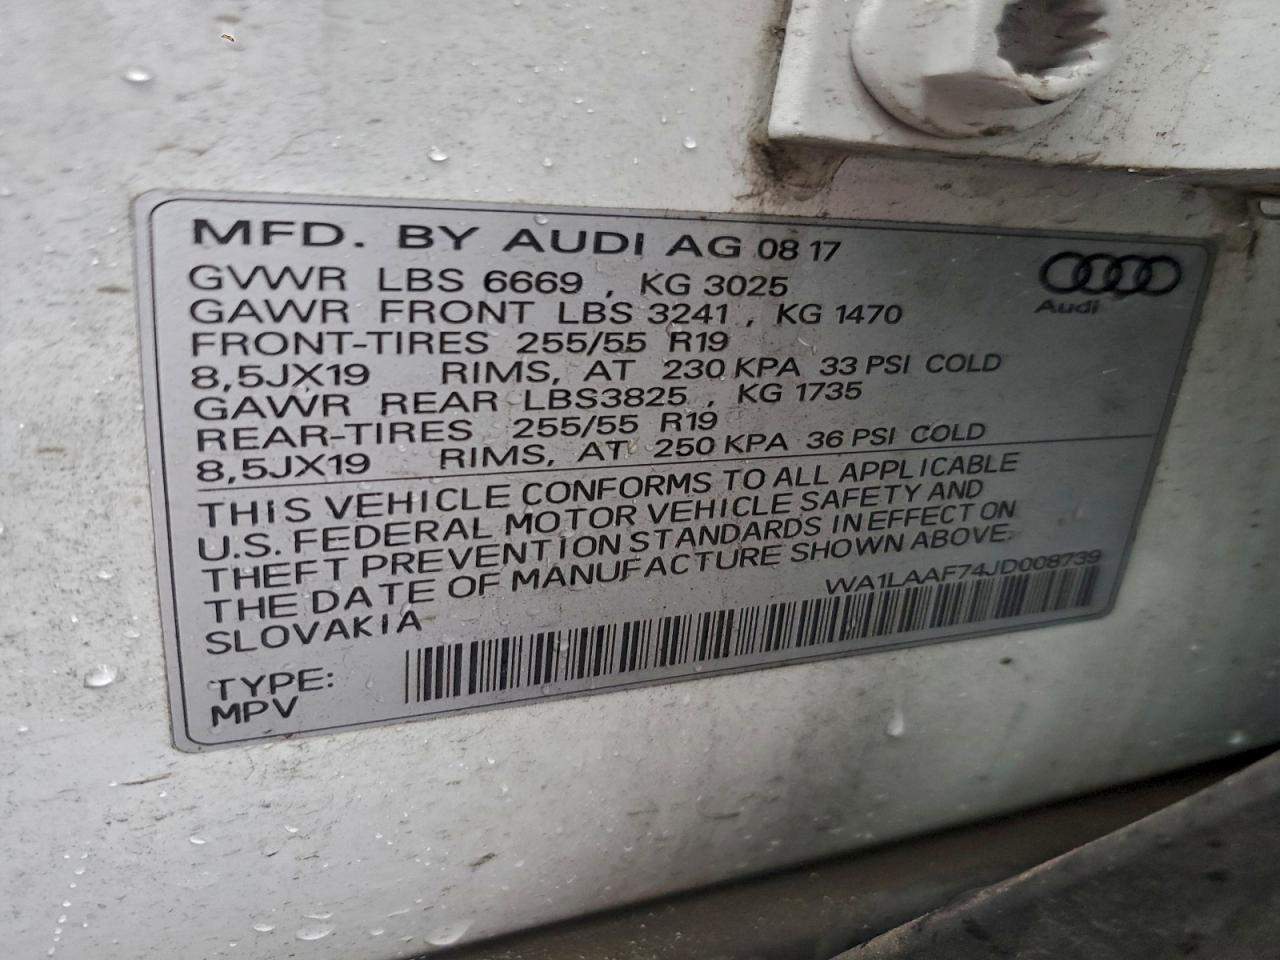 MFD. BY AUDI AG 08 17
GVWR LBS 6669 , KG 3025
GAWR FRONT LBS 3241 , KG 1470
FRONT-TIRES 255/55 R19
8,5JX19 RIMS, AT 230 KPA 33 PSI COLD
GAWR REAR LBS3825 , KG 1735
REAR-TIRES 255/55 R19
8,5JX19 RIMS, AT 250 KPA 36 PSI COLD
THIS VEHICLE CONFORMS TO ALL APPLICABLE
U.S. FEDERAL MOTOR VEHICLE SAFETY AND
THEFT PREVENTION STANDARDS IN EFFECT ON
THE DATE OF MANUFACTURE SHOWN ABOVE.
SLOVAKIA
WA1LAAF74JD008739
TYPE:
MPV
Audi